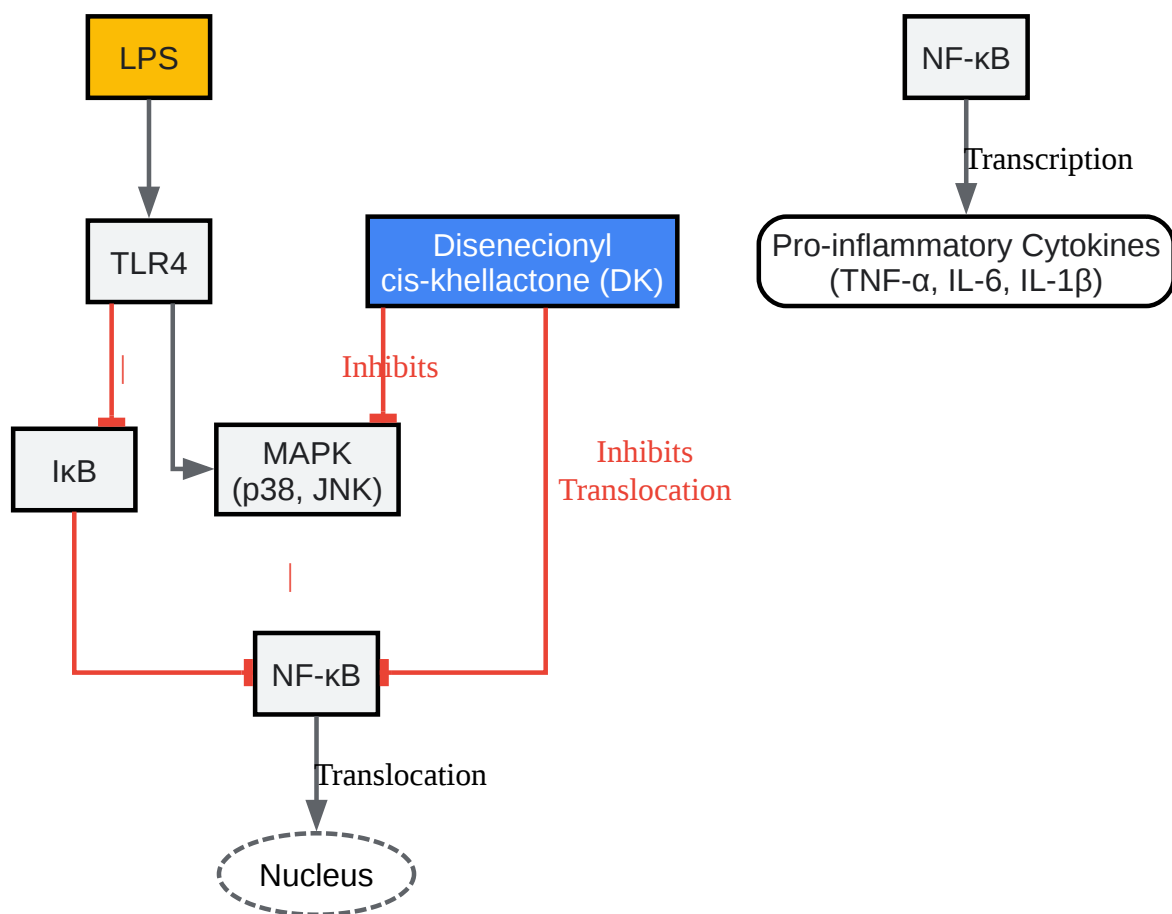 LPS
NF-κB
Transcription
TLR4
Disenecionyl
cis-khellactone (DK)
Pro-inflammatory Cytokines
(TNF-α, IL-6, IL-1β)
|
Inhibits
IκB
MAPK
(p38, JNK)
Inhibits
Translocation
|
NF-κB
Translocation
Nucleus